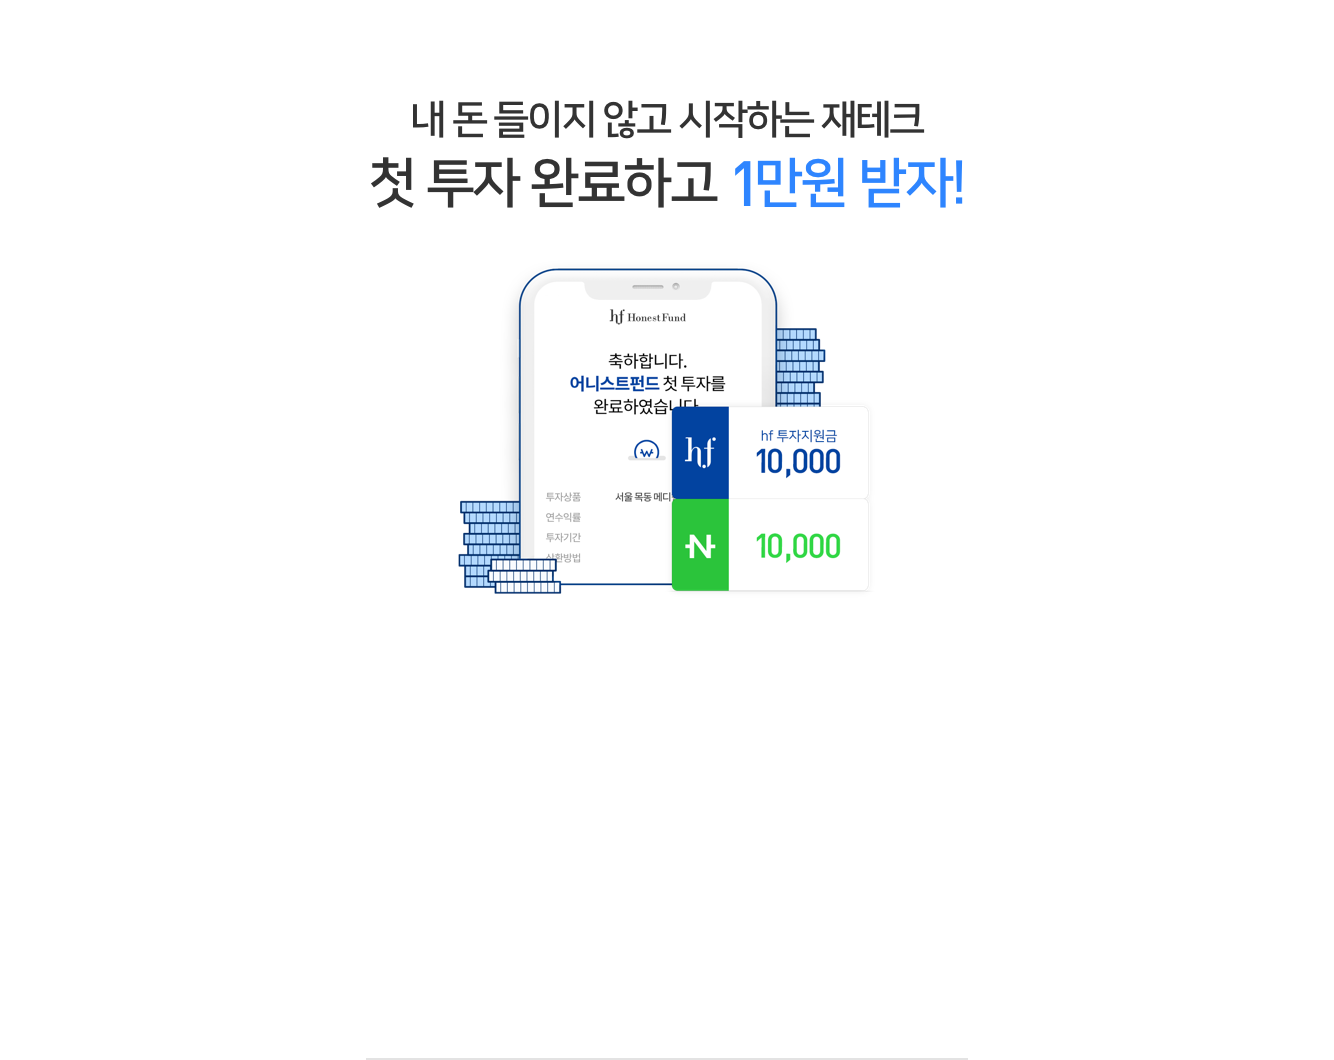 내 돈 들이지 않고 시작하는 재테크
첫 투자 완료하고 1만원 받자!
hf HonestFund
축하합니다.
어니스트펀드 첫 투자를
완료하였습니다
hf
hf 투자지원금
10,000
투자상품 서울 목동 메디
연수익률
투자기간
상환방법
N
10,000